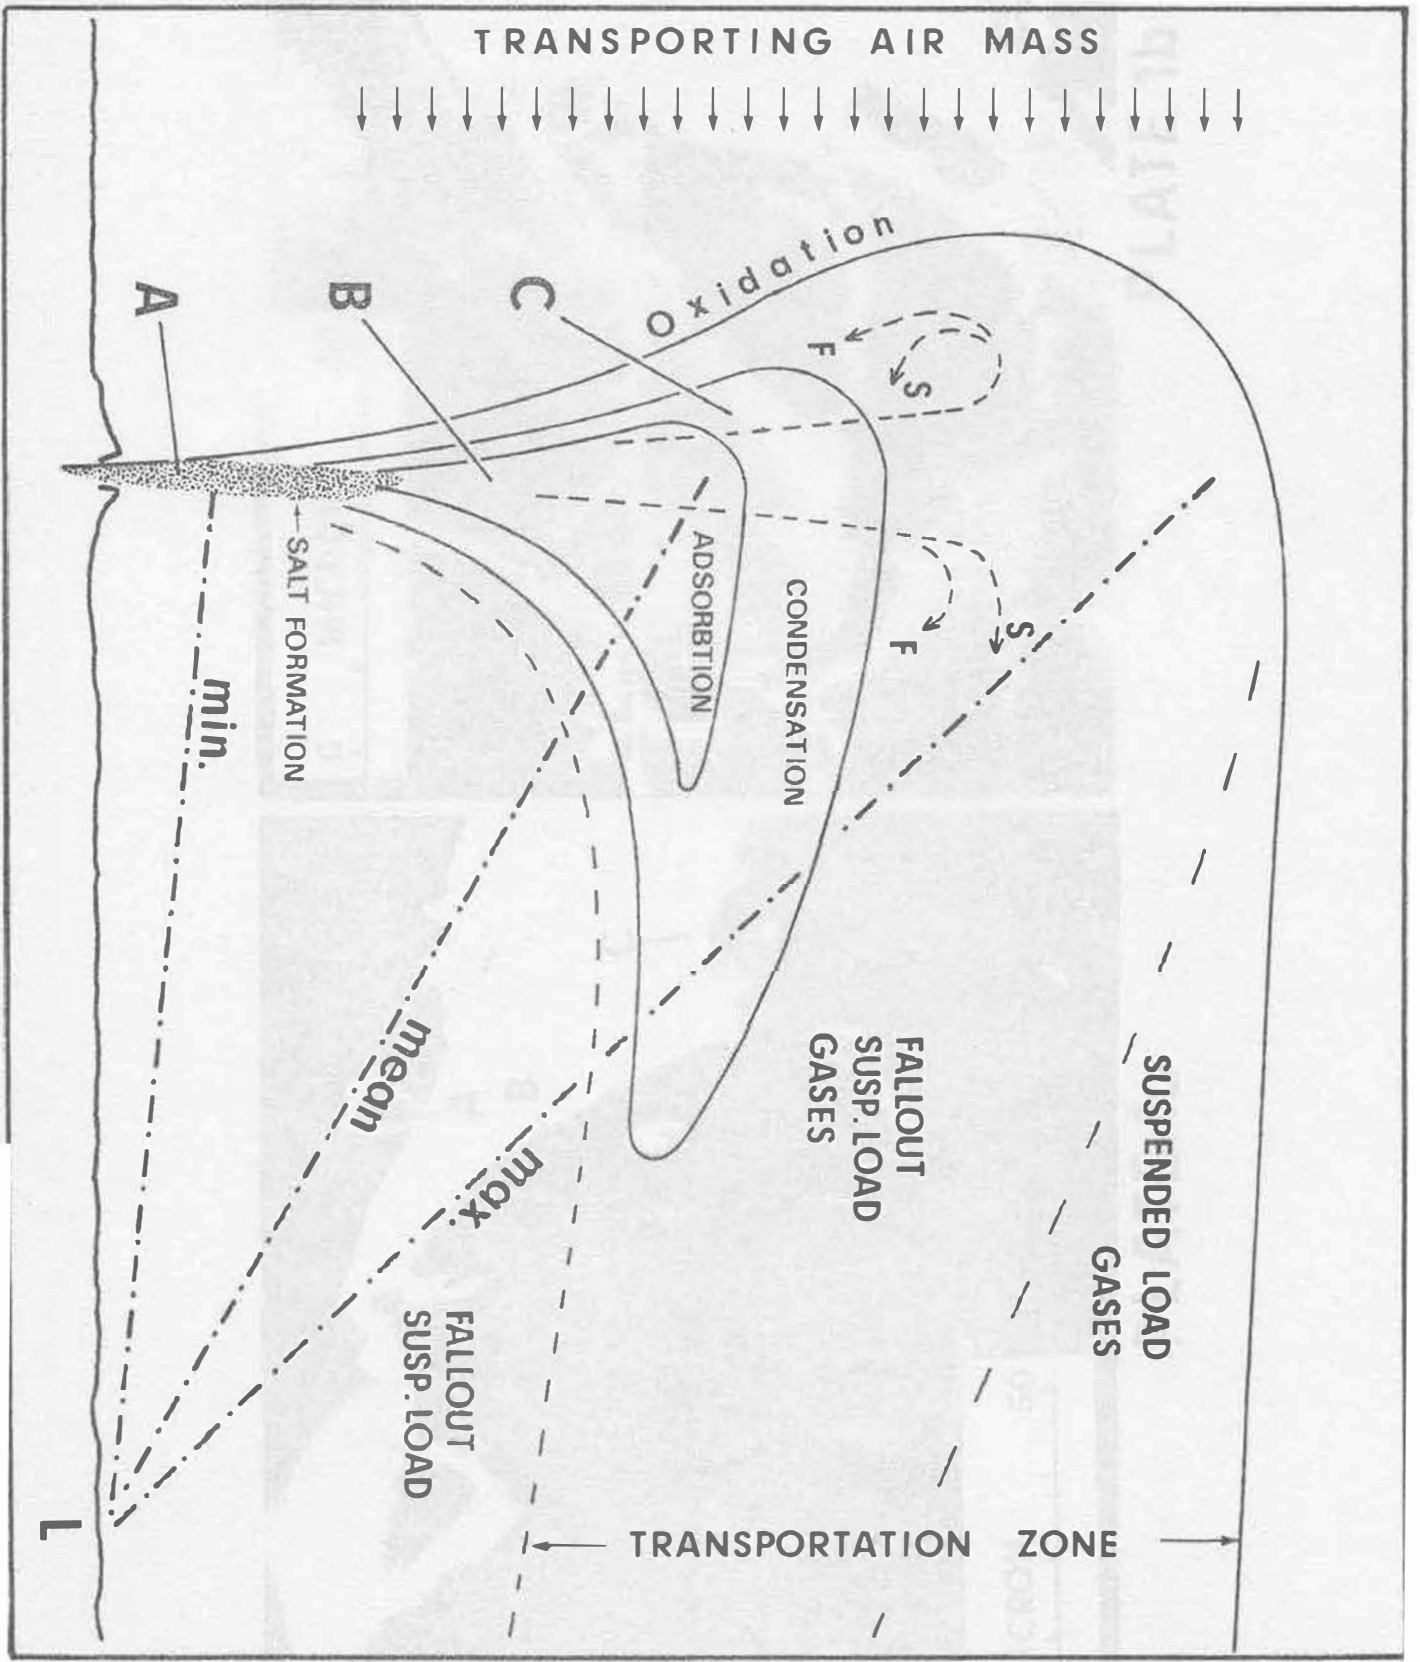 TRANSPORTING AIR MASS
Oxidation
A
B
C
F
S
S
F
ADSORBTION
CONDENSATION
SALT FORMATION
min.
mean
max.
FALLOUT
SUSP. LOAD
GASES
SUSPENDED LOAD
GASES
FALLOUT
SUSP. LOAD
TRANSPORTATION ZONE
L